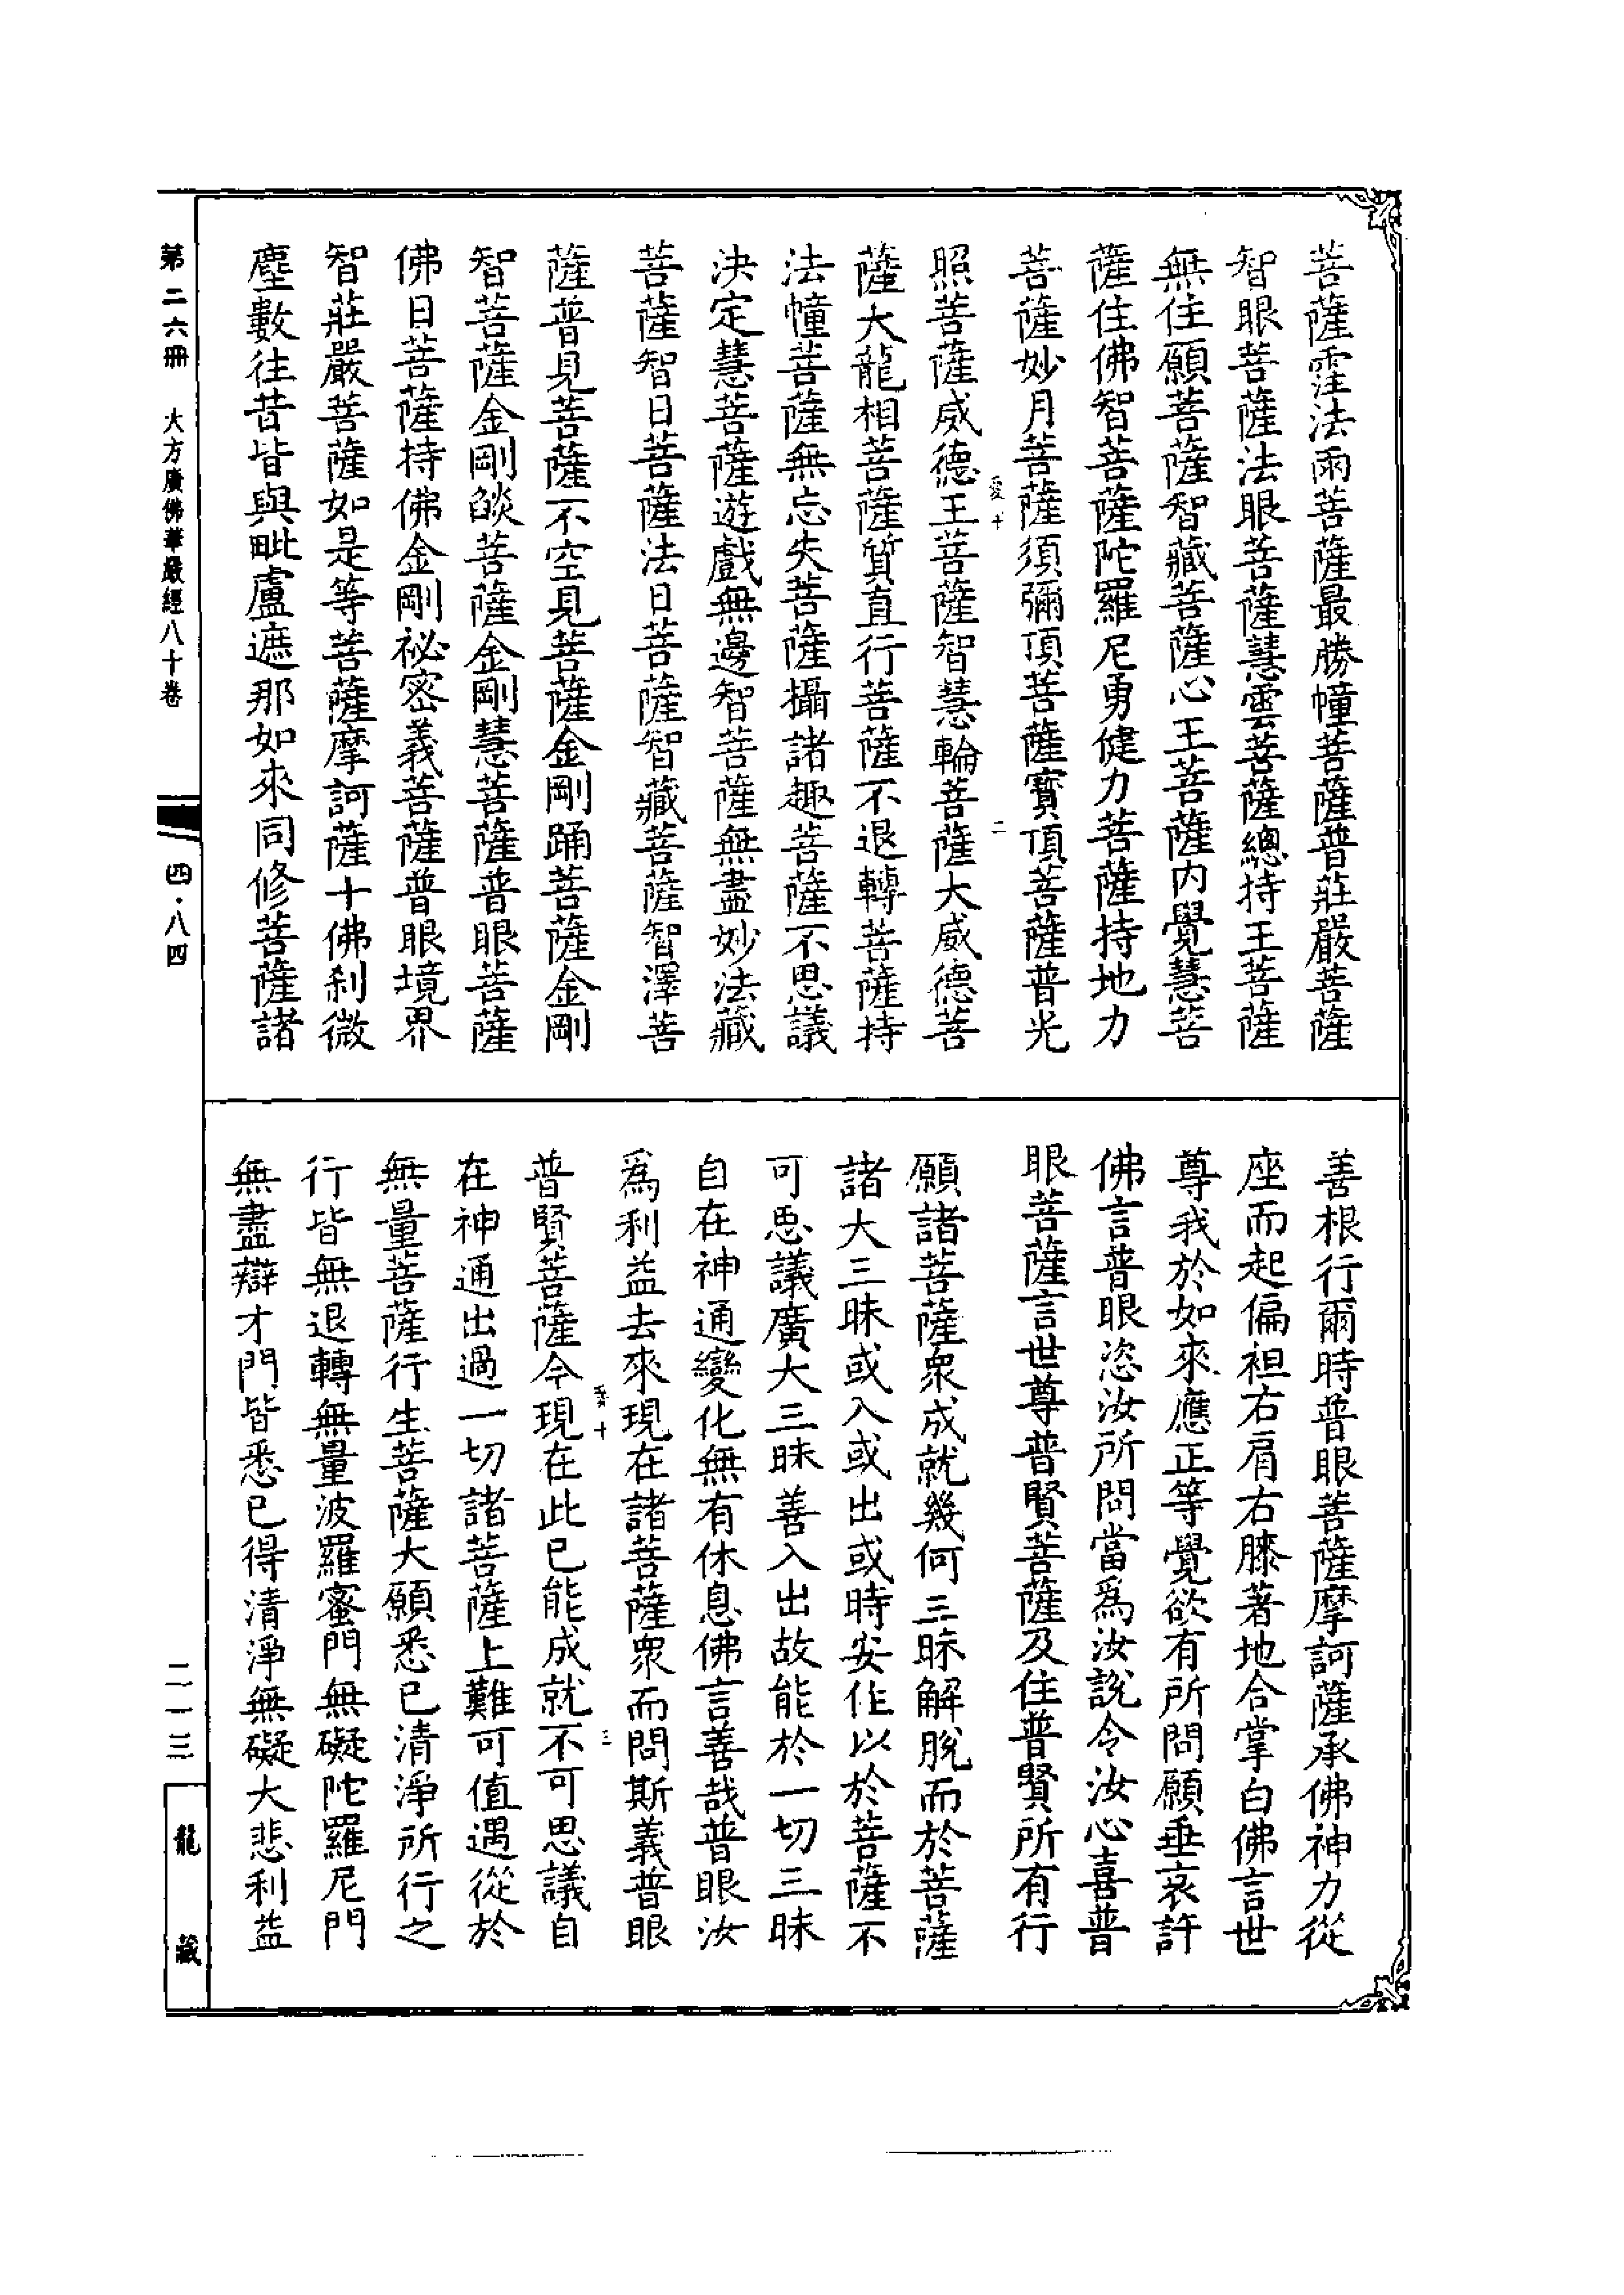 菩薩霔法雨菩薩最勝幢菩薩普莊嚴菩薩
智眼菩薩法眼菩薩慧雲菩薩總持王菩薩
無住願菩薩智藏菩薩心王菩薩內覺慧菩
薩住佛智菩薩陀羅尼勇健力菩薩持地力
菩薩妙月菩薩須彌頂菩薩寶頂菩薩普光
愛十 二
照菩薩威德王菩薩智慧輪菩薩大威德菩
薩大龍相菩薩質直行菩薩不退轉菩薩持
法幢菩薩無忘失菩薩攝諸趣菩薩不思議
決定慧菩薩遊戲無邊智菩薩無盡妙法藏
菩薩智日菩薩法日菩薩智藏菩薩智澤菩
薩普見菩薩不空見菩薩金剛踊菩薩金剛
智菩薩金剛燄菩薩金剛慧菩薩普眼菩薩
佛日菩薩持佛金剛祕密義菩薩普眼境界
智莊嚴菩薩如是等菩薩摩訶薩十佛剎微
塵數往昔皆與毗盧遮那如來同修菩薩諸
善根行爾時普眼菩薩摩訶薩承佛神力從
座而起偏袒右肩右膝著地合掌白佛言世
尊我於如來應正等覺欲有所問願垂哀許
佛言普眼恣汝所問當爲汝說令汝心喜普
眼菩薩言世尊普賢菩薩及住普賢所有行
願諸菩薩衆成就幾何三昧解脫而於菩薩
諸大三昧或入或出或時安住以於菩薩不
可思議廣大三昧善入出故能於一切三昧
自在神通變化無有休息佛言善哉普眼汝
爲利益去來現在諸菩薩衆而問斯義普眼
愛十 三
普賢菩薩今現在此已能成就不可思議自
在神通出過一切諸菩薩上難可值遇從於
無量菩薩行生菩薩大願悉已清淨所行之
行皆無退轉無量波羅蜜門無礙陀羅尼門
無盡辯才門皆悉已得清淨無礙大悲利益
第二六冊 大方廣佛華嚴經八十卷
四·八四
二一三
龍藏